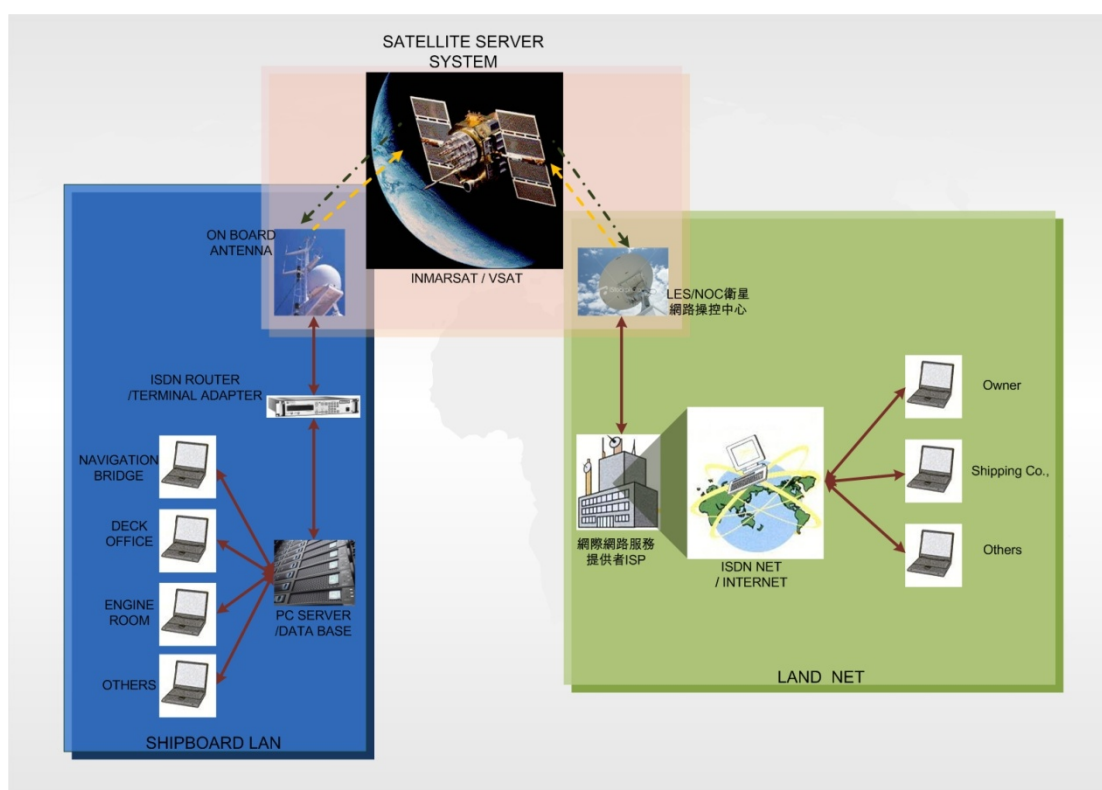 SATELLITE SERVER
SYSTEM
ON BOARD
ANTENNA
INMARSAT / VSAT
LES/NOC衛星
網路操控中心
ISDN ROUTER
/TERMINAL ADAPTER
NAVIGATION
BRIDGE
DECK
OFFICE
ENGINE
ROOM
OTHERS
PC SERVER
/DATA BASE
SHIPBOARD LAN
網際網路服務
提供者ISP
ISDN NET
/ INTERNET
Owner
Shipping Co.,
Others
LAND NET